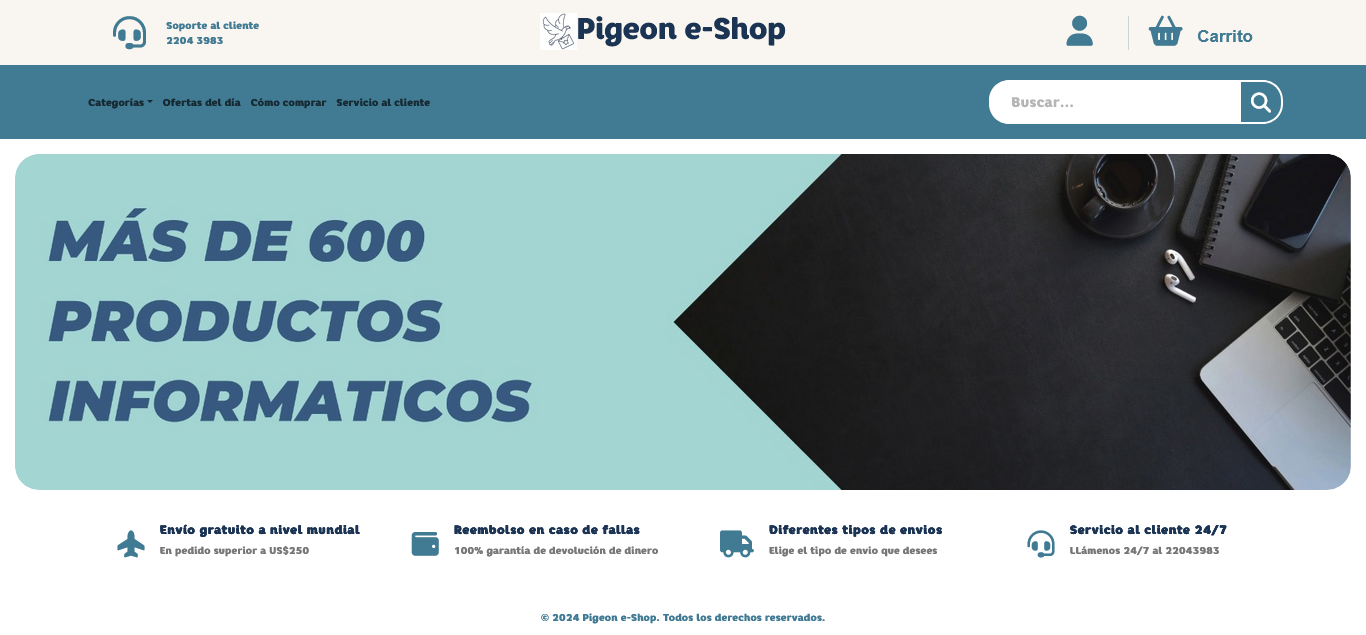 Soporte al cliente
2204 3983
Pigeon e-Shop
Carrito
Categorías
Ofertas del día
Cómo comprar
Servicio al cliente
Buscar...
MÁS DE 600
PRODUCTOS
INFORMATICOS
Envío gratuito a nivel mundial
En pedido superior a US$250
Reembolso en caso de fallas
100% garantía de devolución de dinero
Diferentes tipos de envios
Elige el tipo de envio que desees
Servicio al cliente 24/7
LLámenos 24/7 al 22043983
© 2024 Pigeon e-Shop. Todos los derechos reservados.